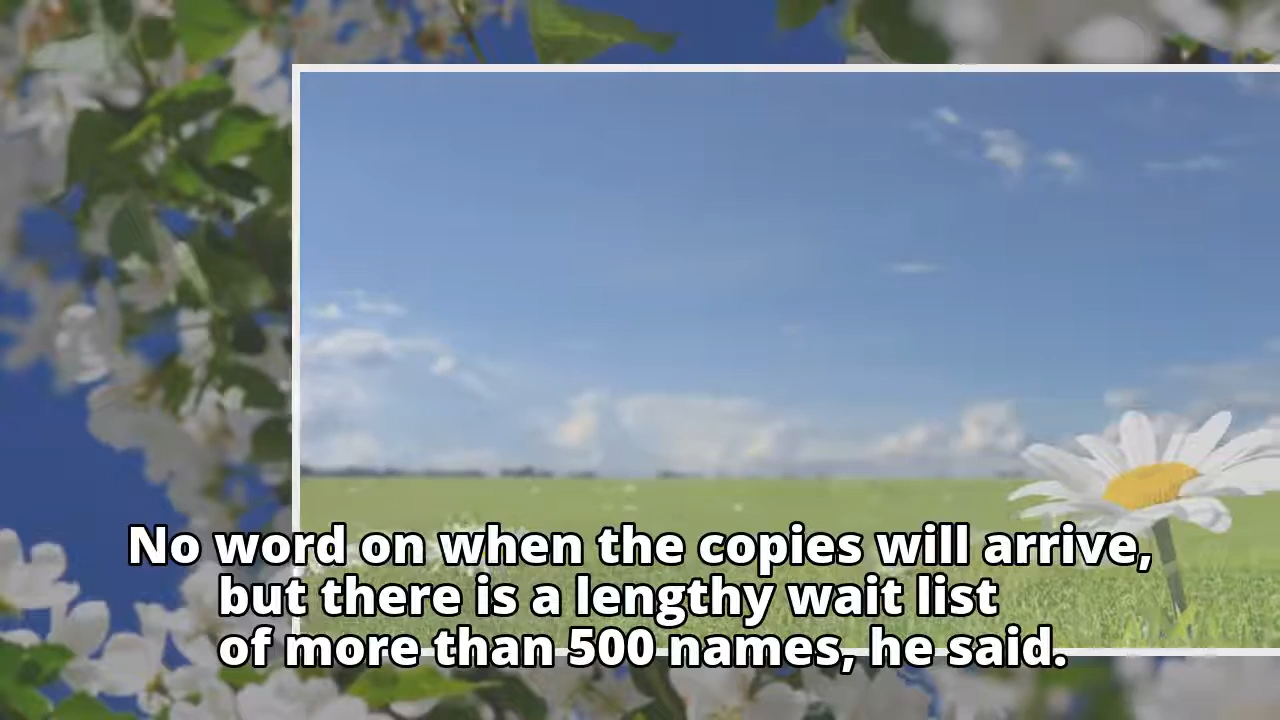 No word on when the copies will arrive,
but there is a lengthy wait list
of more than 500 names, he said.